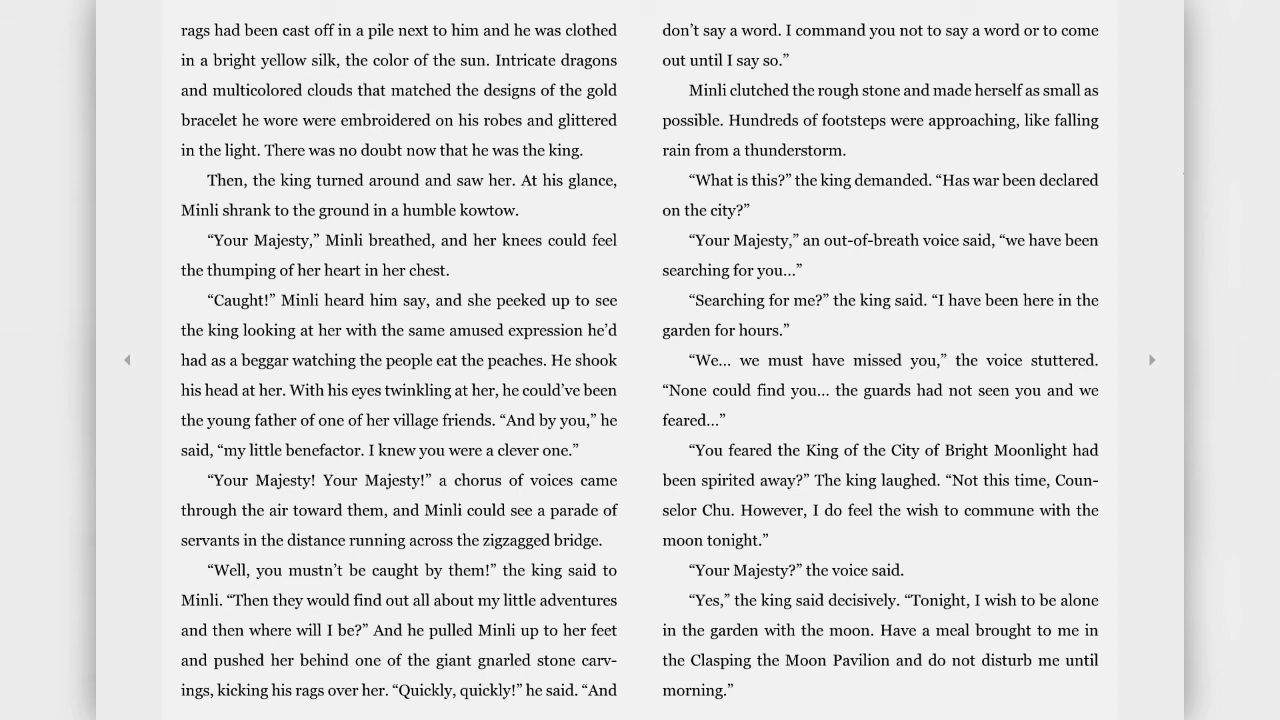 rags had been cast off in a pile next to him and he was clothed
in a bright yellow silk, the color of the sun. Intricate dragons
and multicolored clouds that matched the designs of the gold
bracelet he wore were embroidered on his robes and glittered
in the light. There was no doubt now that he was the king.
Then, the king turned around and saw her. At his glance,
Minli shrank to the ground in a humble kowtow.
“Your Majesty,” Minli breathed, and her knees could feel
the thumping of her heart in her chest.
“Caught!” Minli heard him say, and she peeked up to see
the king looking at her with the same amused expression he’d
had as a beggar watching the people eat the peaches. He shook
his head at her. With his eyes twinkling at her, he could’ve been
the young father of one of her village friends. “And by you,” he
said, “my little benefactor. I knew you were a clever one.”
“Your Majesty! Your Majesty!” a chorus of voices came
through the air toward them, and Minli could see a parade of
servants in the distance running across the zigzagged bridge.
“Well, you mustn’t be caught by them!” the king said to
Minli. “Then they would find out all about my little adventures
and then where will I be?” And he pulled Minli up to her feet
and pushed her behind one of the giant gnarled stone carv-
ings, kicking his rags over her. “Quickly, quickly!” he said. “And
don’t say a word. I command you not to say a word or to come
out until I say so.”
Minli clutched the rough stone and made herself as small as
possible. Hundreds of footsteps were approaching, like falling
rain from a thunderstorm.
“What is this?” the king demanded. “Has war been declared
on the city?”
“Your Majesty,” an out-of-breath voice said, “we have been
searching for you...”
“Searching for me?” the king said. “I have been here in the
garden for hours.”
“We... we must have missed you,” the voice stuttered.
“None could find you... the guards had not seen you and we
feared...”
“You feared the King of the City of Bright Moonlight had
been spirited away?” The king laughed. “Not this time, Coun-
selor Chu. However, I do feel the wish to commune with the
moon tonight.”
“Your Majesty?” the voice said.
“Yes,” the king said decisively. “Tonight, I wish to be alone
in the garden with the moon. Have a meal brought to me in
the Clasping the Moon Pavilion and do not disturb me until
morning.”